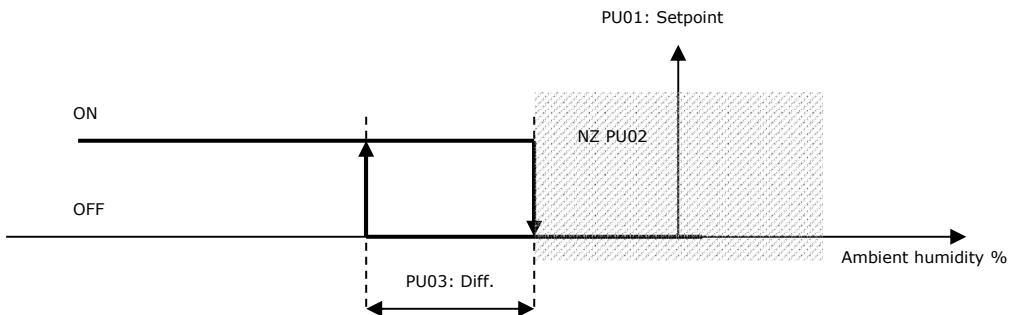 PU01: Setpoint
ON
NZ PU02
OFF
Ambient humidity %
PU03: Diff.